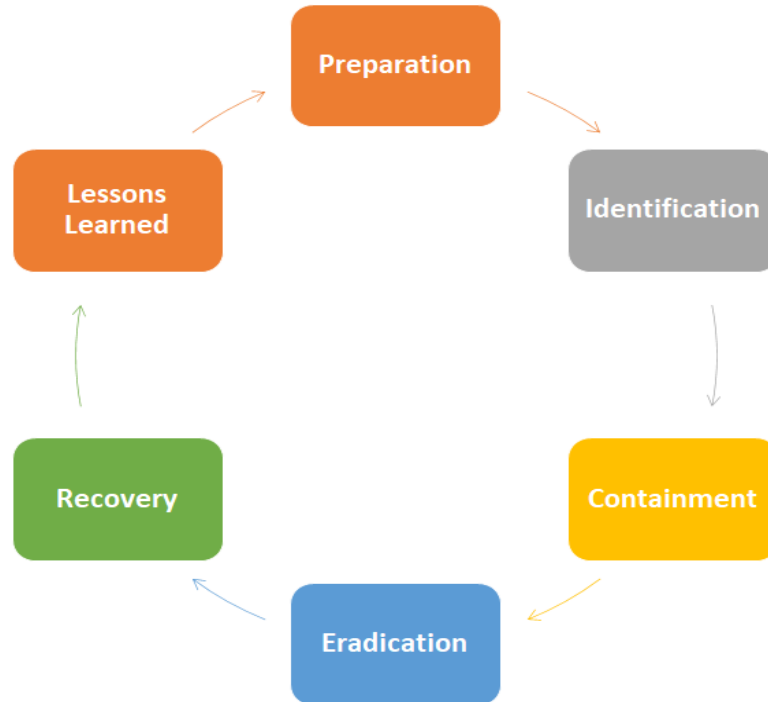 Preparation
Identification
Containment
Eradication
Recovery
Lessons
Learned